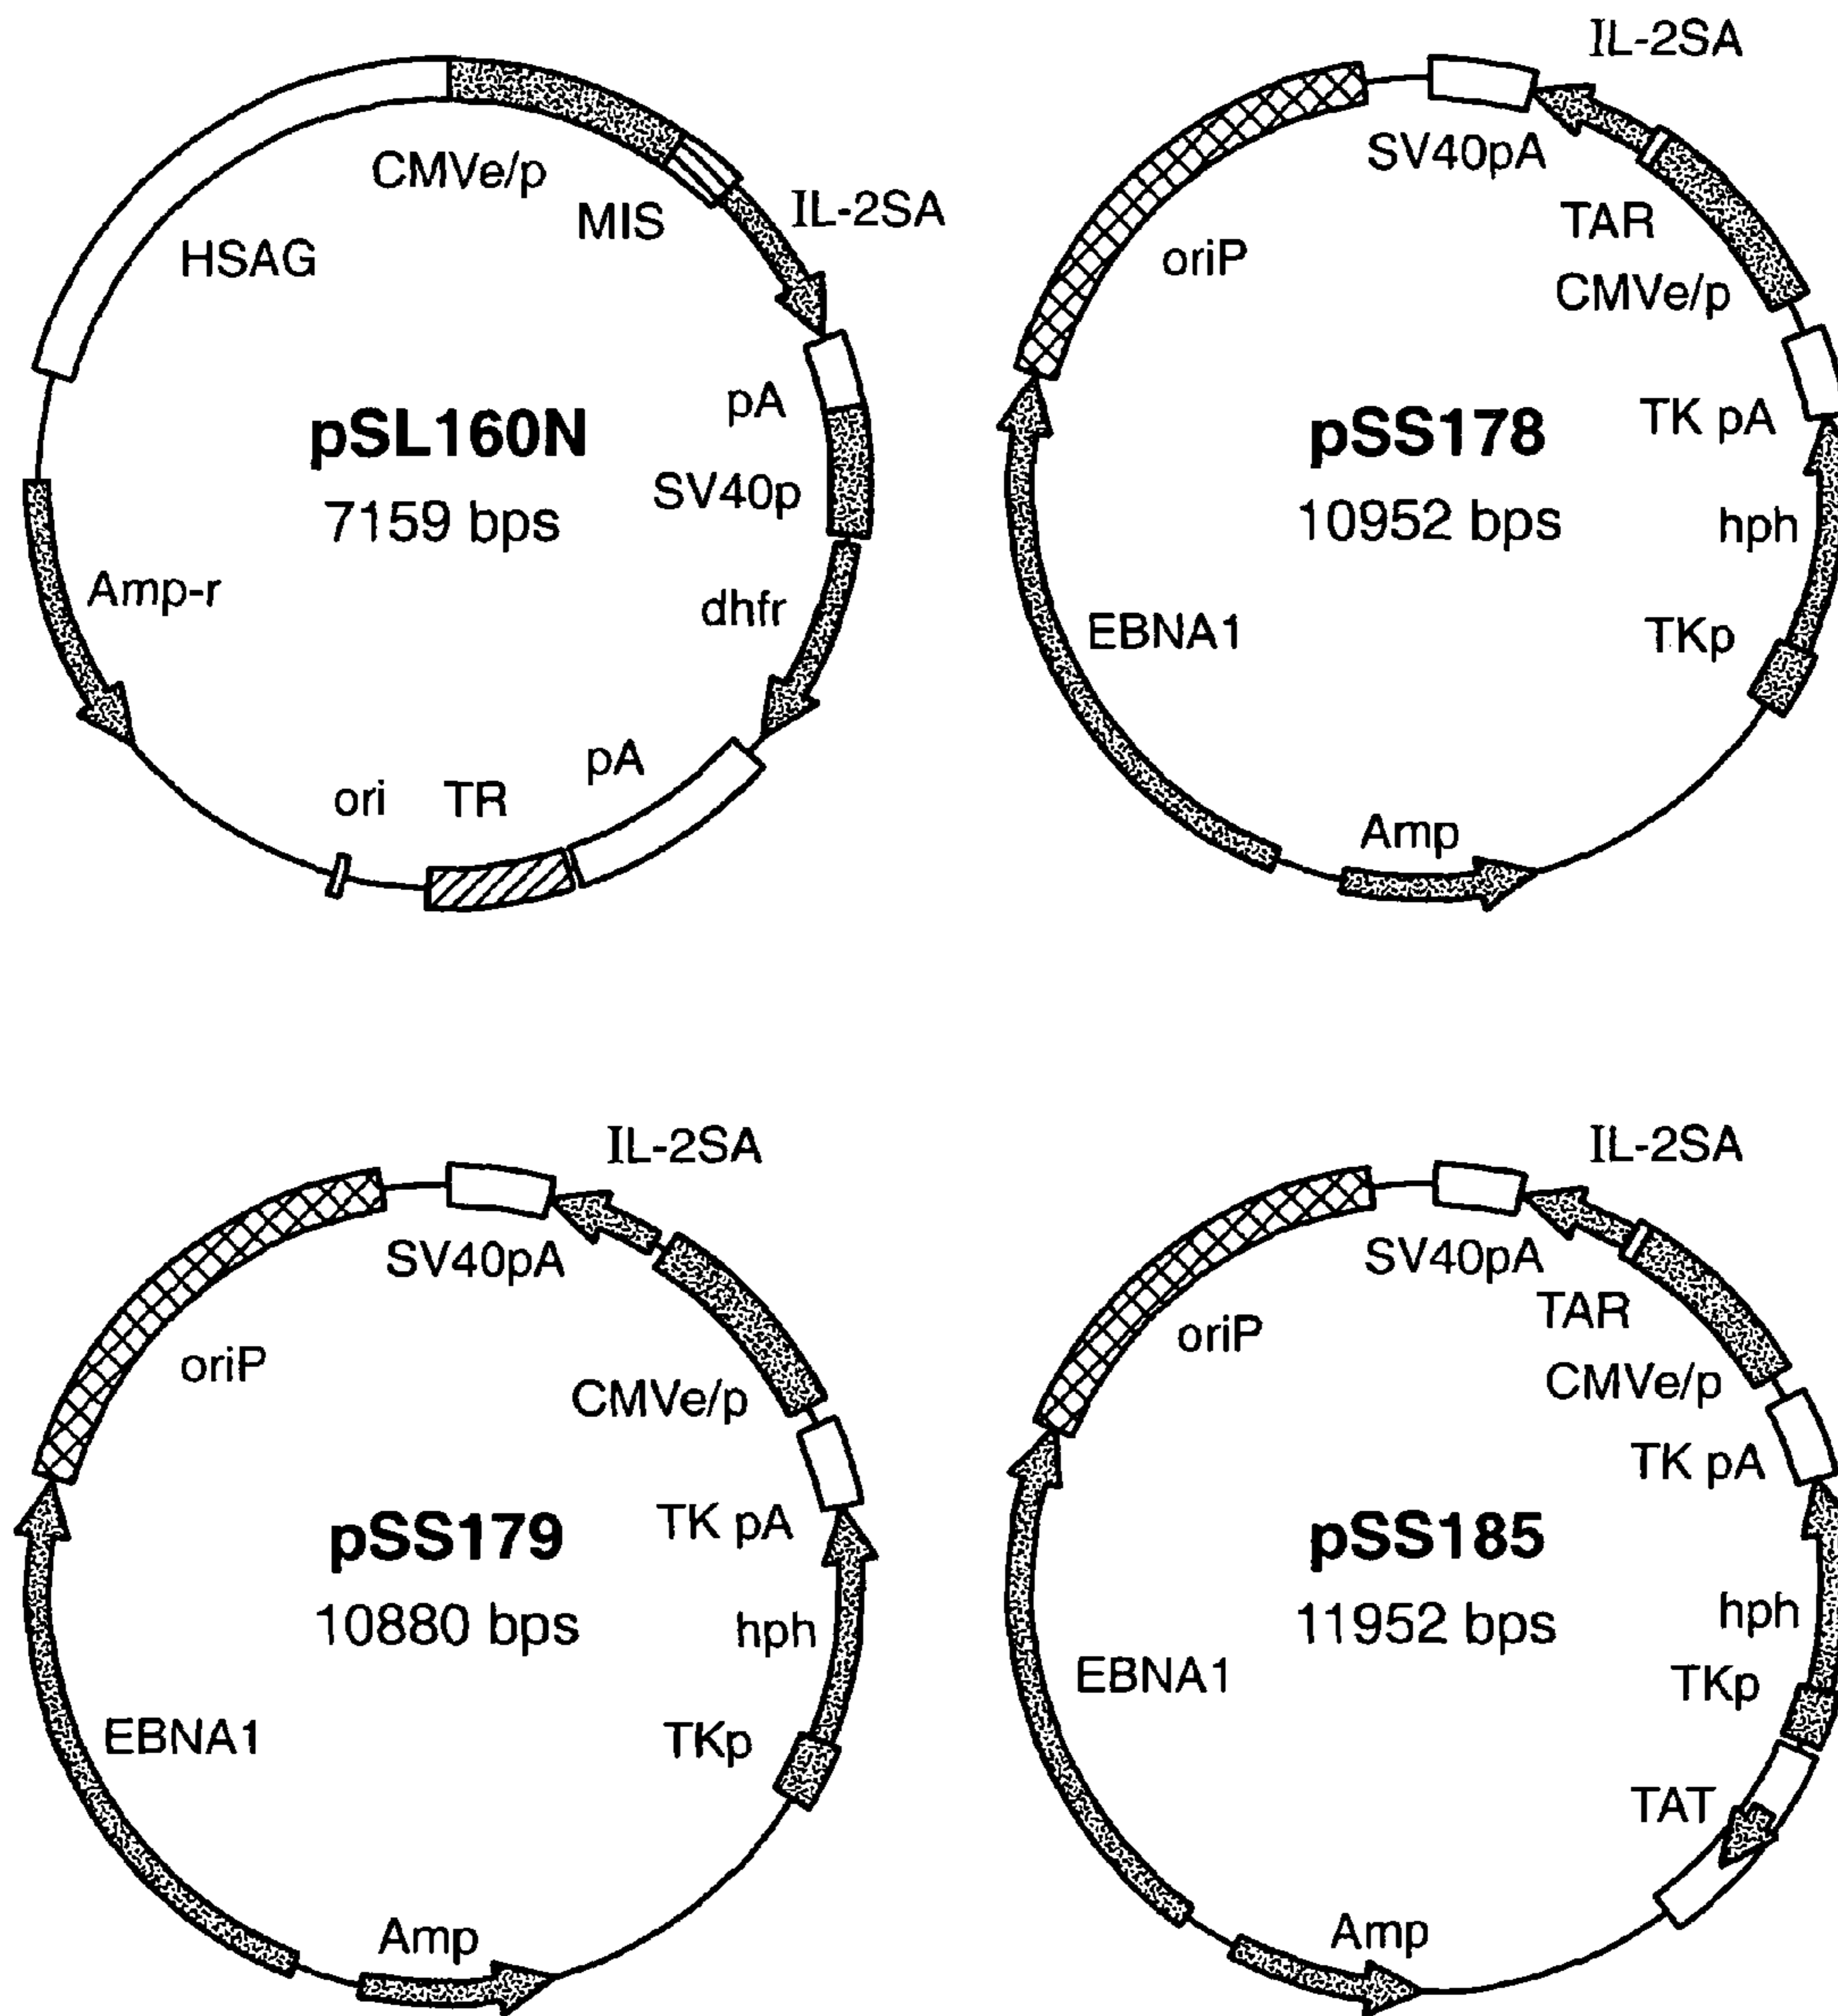 CMVe/p
MIS
IL-2SA
HSAG
pSL160N
7159 bps
pA
SV40p
Amp-r
dhfr
pA
TR
ori
IL-2SA
SV40pA
TAR
oriP
CMVe/p
pSS178
10952 bps
TK pA
hph
EBNA1
TKp
Amp
IL-2SA
SV40pA
oriP
CMVe/p
pSS179
10880 bps
TK pA
hph
EBNA1
TKp
Amp
IL-2SA
SV40pA
TAR
oriP
CMVe/p
TK pA
pSS185
11952 bps
hph
EBNA1
TKp
TAT
Amp